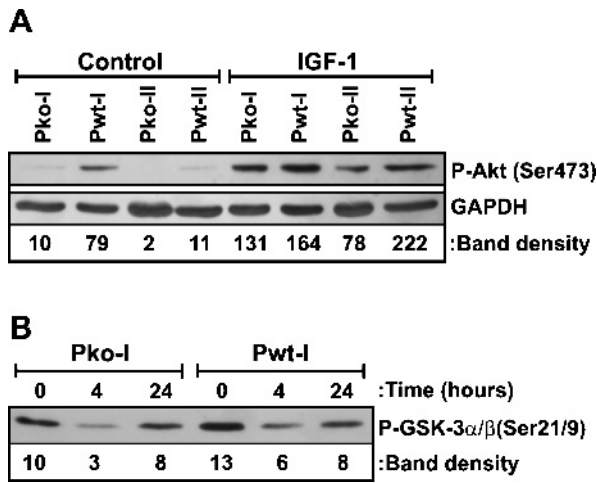 A
Control IGF-1
Pko-I Pwt-I Pko-II Pwt-II Pko-I Pwt-I Pko-II Pwt-II
P-Akt (Ser473)
GAPDH
10 79 2 11 131 164 78 222 :Band density
B
Pko-I Pwt-I
0 4 24 0 4 24 :Time (hours)
P-GSK-3α/β(Ser21/9)
10 3 8 13 6 8 :Band density